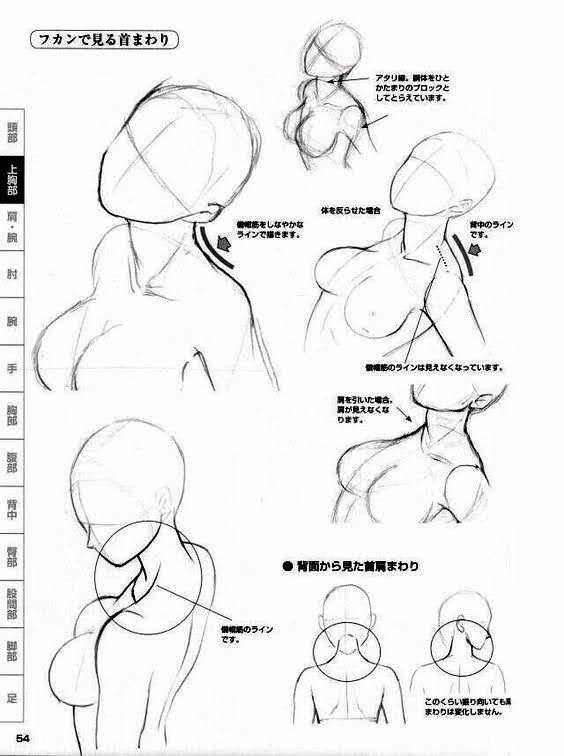 フカンで見る首まわり
アタリ線。胴体をひと
かたまりのブロックと
してとらえています。
頭部
上胸部
肩・腕
肘
腕
手
胸部
腹部
背中
臀部
股間部
脚部
足
僧帽筋をしなやかな
ラインで描きます。
体を反らせた場合
背中のライン
です。
僧帽筋のラインは見えなくなっています。
肩を引いた場合。
肩が見えなくな
ります。
● 背面から見た首肩まわり
僧帽筋のライン
です。
このくらい振り向いても肩
まわりは変化しません。
54